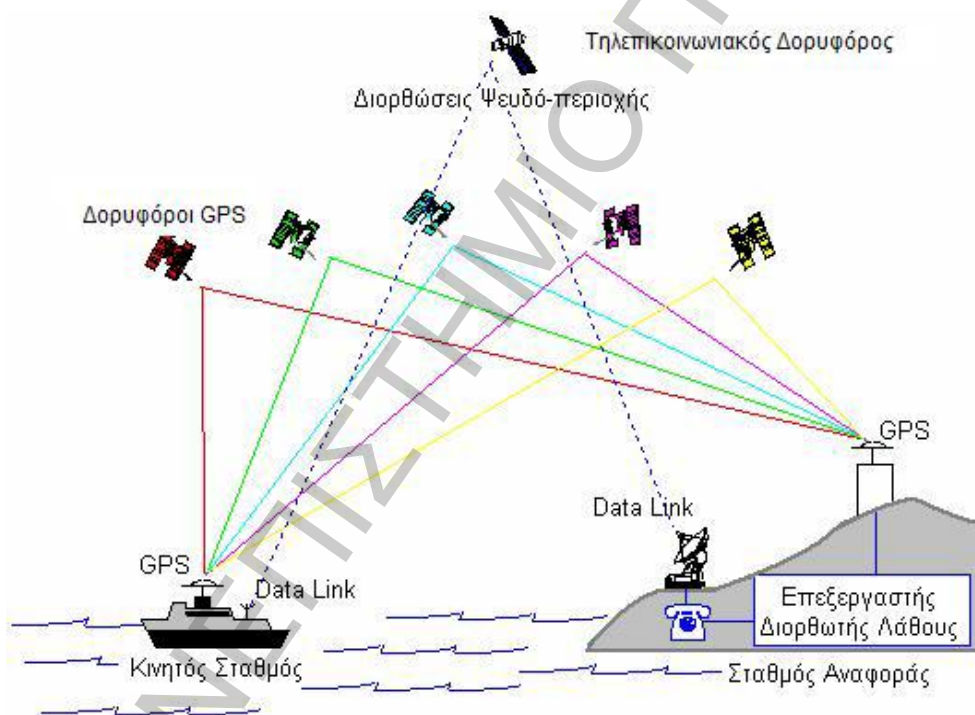 Τηλεπικοινωνιακός Δορυφόρος
Διορθώσεις Ψευδό-περιοχής
Δορυφόροι GPS
GPS
Data Link
GPS
Data Link
Επεξεργαστής
Διορθωτής Λάθους
Κινητός Σταθμός
Σταθμός Αναφοράς